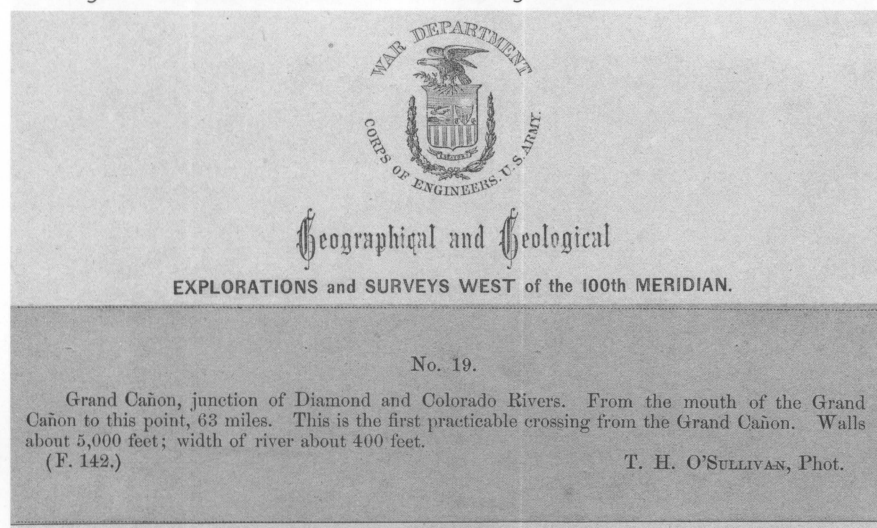 WAR DEPARTMENT
CORPS OF ENGINEERS. U.S. ARMY.
Geographical and Geological
EXPLORATIONS and SURVEYS WEST of the 100th MERIDIAN.
No. 19.
Grand Cañon, junction of Diamond and Colorado Rivers. From the mouth of the Grand
Cañon to this point, 63 miles. This is the first practicable crossing from the Grand Cañon. Walls
about 5,000 feet; width of river about 400 feet.
(F. 142.) T. H. O'SULLIVAN, Phot.